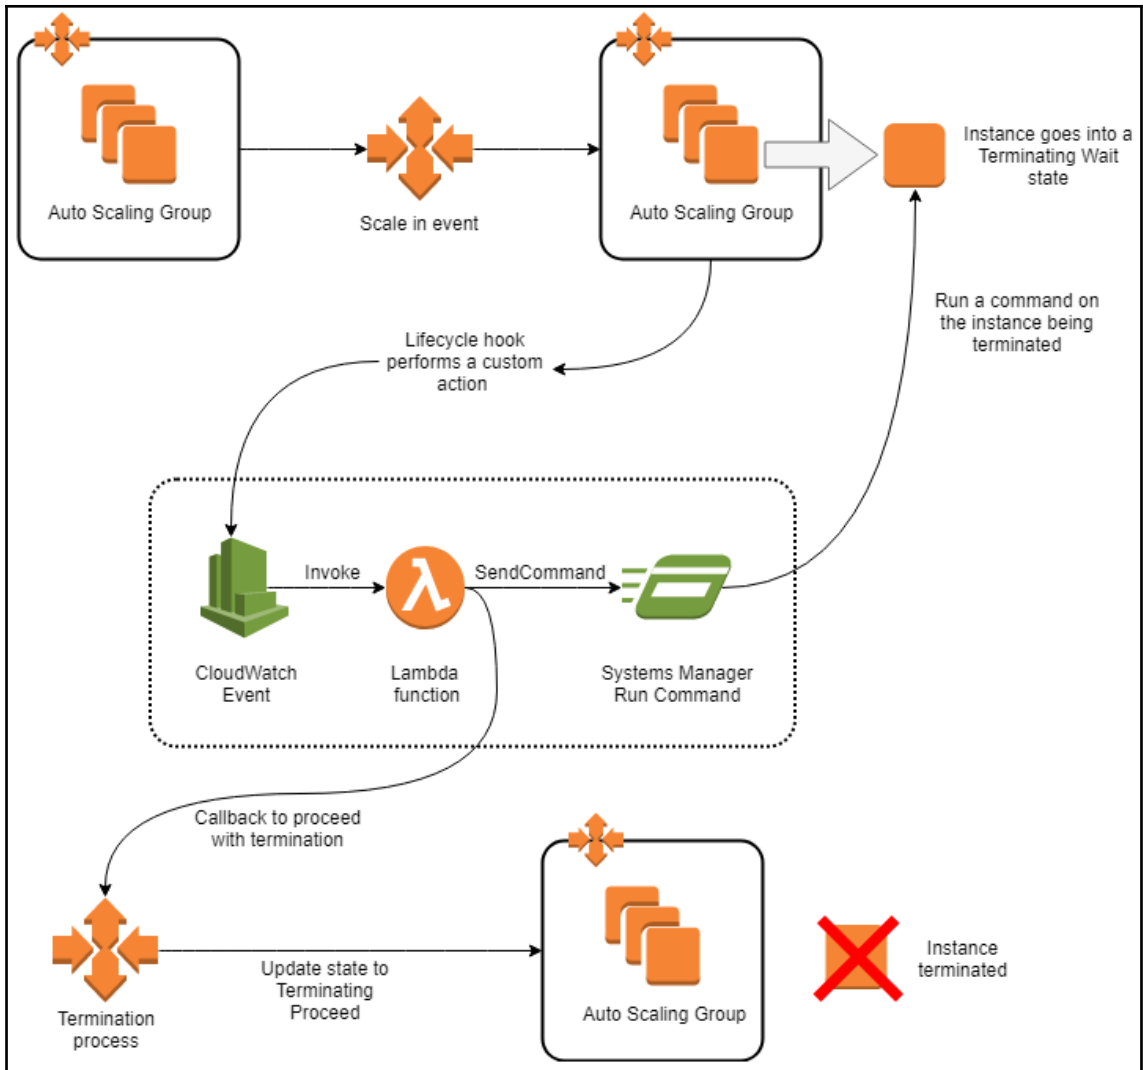 Auto Scaling Group
Scale in event
Auto Scaling Group
Instance goes into a
Terminating Wait
state
Run a command on
the instance being
terminated
Lifecycle hook
performs a custom
action
Invoke
SendCommand
CloudWatch
Event
Lambda
function
Systems Manager
Run Command
Callback to proceed
with termination
Termination
process
Update state to
Terminating
Proceed
Auto Scaling Group
Instance
terminated